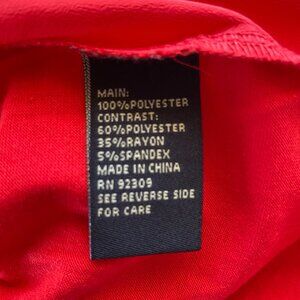 MAIN:
100%POLYESTER
CONTRAST:
60%POLYESTER
35%RAYON
5%SPANDEX
MADE IN CHINA
RN 92309
SEE REVERSE SIDE
FOR CARE